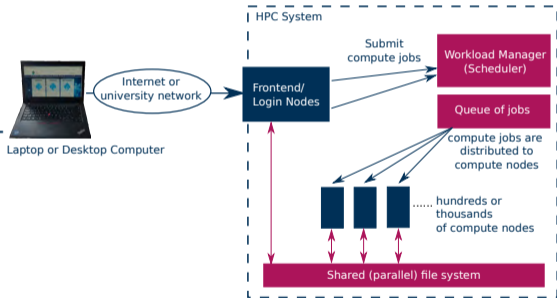 HPC System
Submit
compute jobs
Workload Manager
(Scheduler)
Internet or
university network
Frontend/
Login Nodes
Queue of jobs
Laptop or Desktop Computer
compute jobs are
distributed to
compute nodes
...... hundreds or
thousands
of compute nodes
Shared (parallel) file system